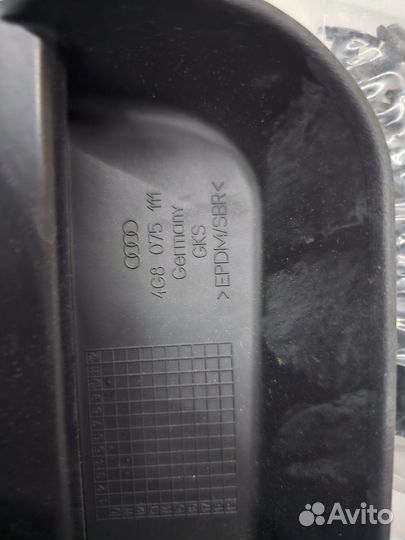 4G8 075 111
Germany
GKS
>EPDM/SBR<
Avito